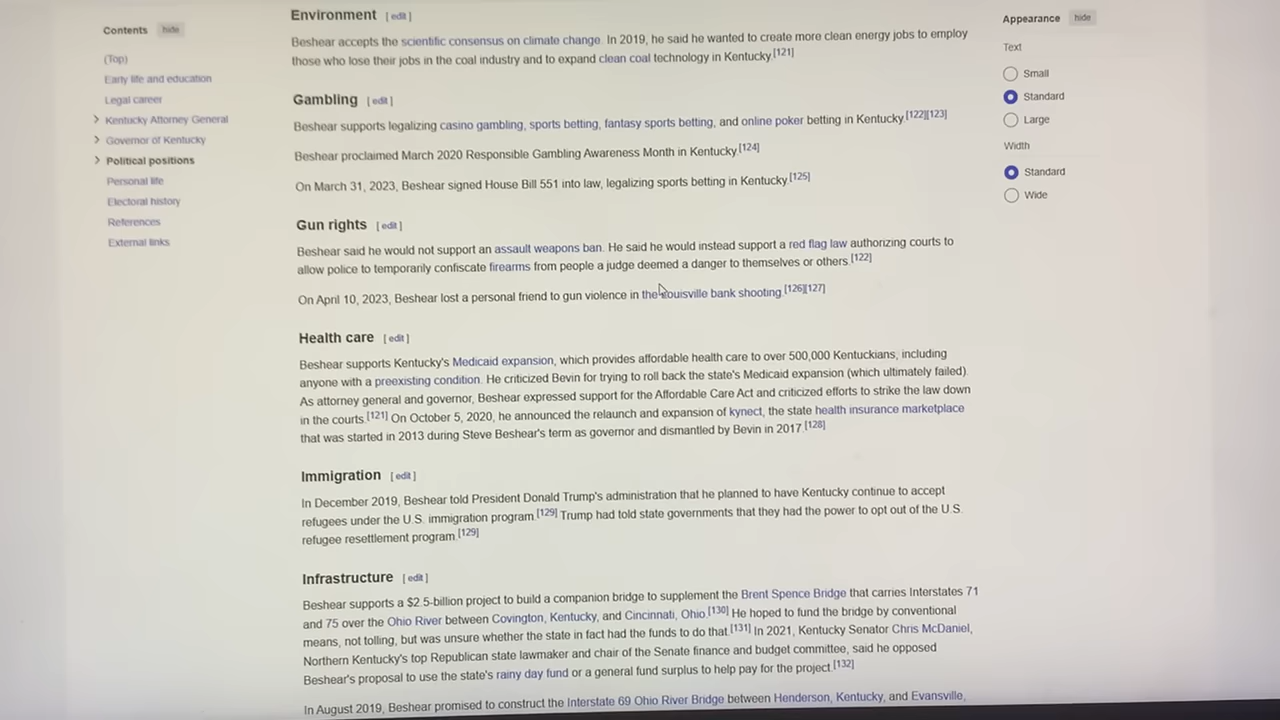 Contents hide
(Top)
Early life and education
Legal career
Kentucky Attorney General
Governor of Kentucky
Political positions
Personal life
Electoral history
References
External links
Environment [edit]
Beshear accepts the scientific consensus on climate change. In 2019, he said he wanted to create more clean energy jobs to employ
those who lose their jobs in the coal industry and to expand clean coal technology in Kentucky.[121]
Gambling [edit]
Beshear supports legalizing casino gambling, sports betting, fantasy sports betting, and online poker betting in Kentucky.[122][123]
Beshear proclaimed March 2020 Responsible Gambling Awareness Month in Kentucky.[124]
On March 31, 2023, Beshear signed House Bill 551 into law, legalizing sports betting in Kentucky.[125]
Gun rights [edit]
Beshear said he would not support an assault weapons ban. He said he would instead support a red flag law authorizing courts to
allow police to temporarily confiscate firearms from people a judge deemed a danger to themselves or others.[122]
On April 10, 2023, Beshear lost a personal friend to gun violence in the Louisville bank shooting.[126][127]
Health care [edit]
Beshear supports Kentucky's Medicaid expansion, which provides affordable health care to over 500,000 Kentuckians, including
anyone with a preexisting condition. He criticized Bevin for trying to roll back the state's Medicaid expansion (which ultimately failed).
As attorney general and governor, Beshear expressed support for the Affordable Care Act and criticized efforts to strike the law down
in the courts.[121] On October 5, 2020, he announced the relaunch and expansion of kynect, the state health insurance marketplace
that was started in 2013 during Steve Beshear's term as governor and dismantled by Bevin in 2017.[128]
Immigration [edit]
In December 2019, Beshear told President Donald Trump's administration that he planned to have Kentucky continue to accept
refugees under the U.S. immigration program.[129] Trump had told state governments that they had the power to opt out of the U.S.
refugee resettlement program.[129]
Infrastructure [edit]
Beshear supports a $2.5-billion project to build a companion bridge to supplement the Brent Spence Bridge that carries Interstates 71
and 75 over the Ohio River between Covington, Kentucky, and Cincinnati, Ohio.[130] He hoped to fund the bridge by conventional
means, not tolling, but was unsure whether the state in fact had the funds to do that.[131] In 2021, Kentucky Senator Chris McDaniel,
Northern Kentucky's top Republican state lawmaker and chair of the Senate finance and budget committee, said he opposed
Beshear's proposal to use the state's rainy day fund or a general fund surplus to help pay for the project.[132]
In August 2019, Beshear promised to construct the Interstate 69 Ohio River Bridge between Henderson, Kentucky, and Evansville,
Appearance hide
Text
Small
Standard
Large
Width
Standard
Wide